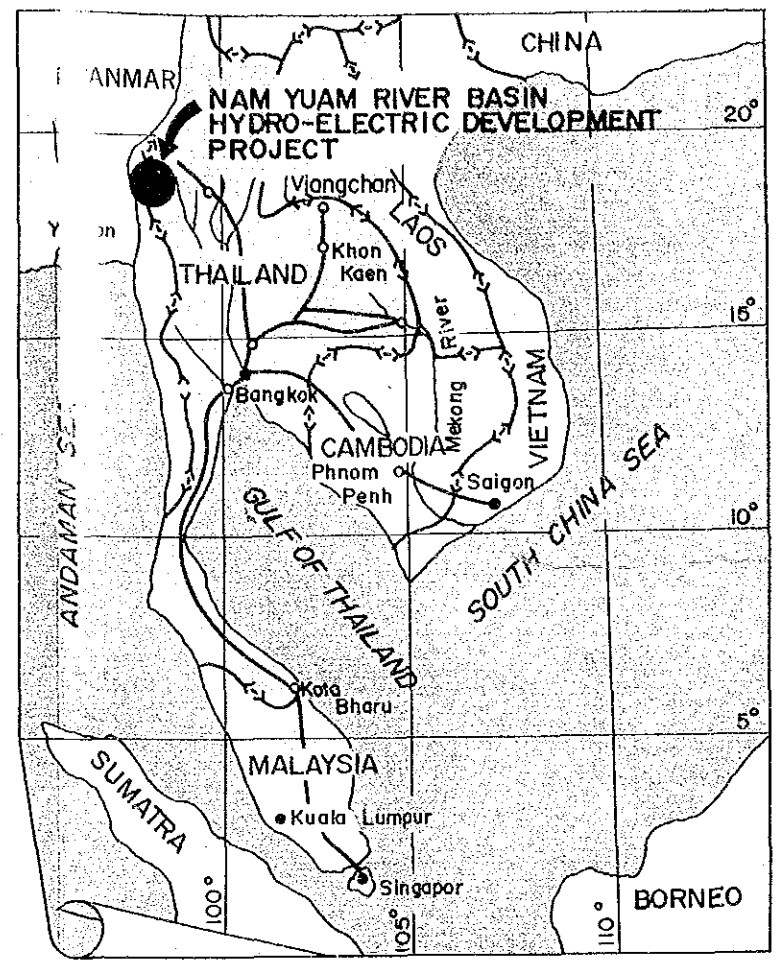 CHINA
ANMAR
NAM YUAM RIVER BASIN
HYDRO-ELECTRIC DEVELOPMENT
PROJECT
20°
Viangchan
LAOS
Khon
Kaen
THAILAND
River
15°
Bangkok
Mekong
VIETNAM
CAMBODIA
Phnom
Penh
Saigon
ANDAMAN
GULF OF THAILAND
SOUTH CHINA SEA
10°
Kota
Bharu
5°
MALAYSIA
SUMATRA
Kuala Lumpur
Singapor
BORNEO
100°
105°
110°